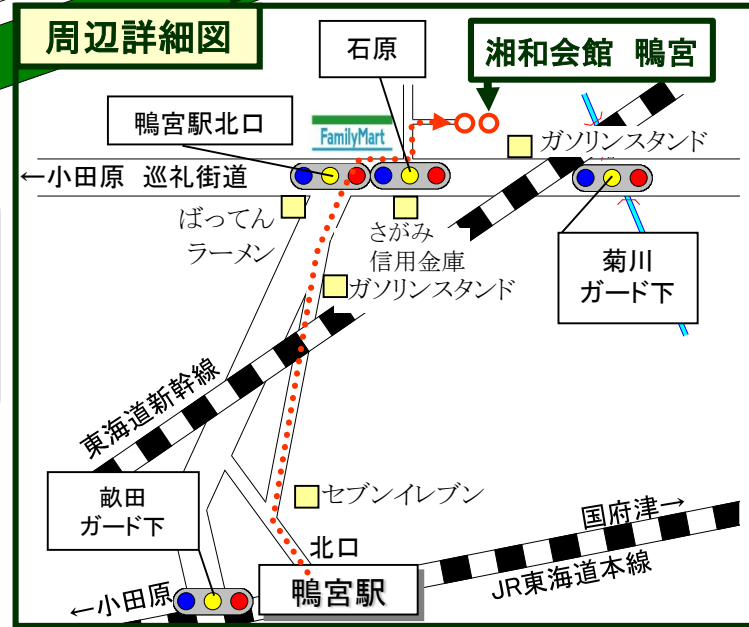 周辺詳細図
石原
湘和会館 鴨宮
鴨宮駅北口
FamilyMart
ガソリンスタンド
←小田原 巡礼街道
ばってん
ラーメン
さがみ
信用金庫
菊川
ガード下
ガソリンスタンド
東海道新幹線
畝田
ガード下
セブンイレブン
国府津→
北口
JR東海道本線
鴨宮駅
←小田原